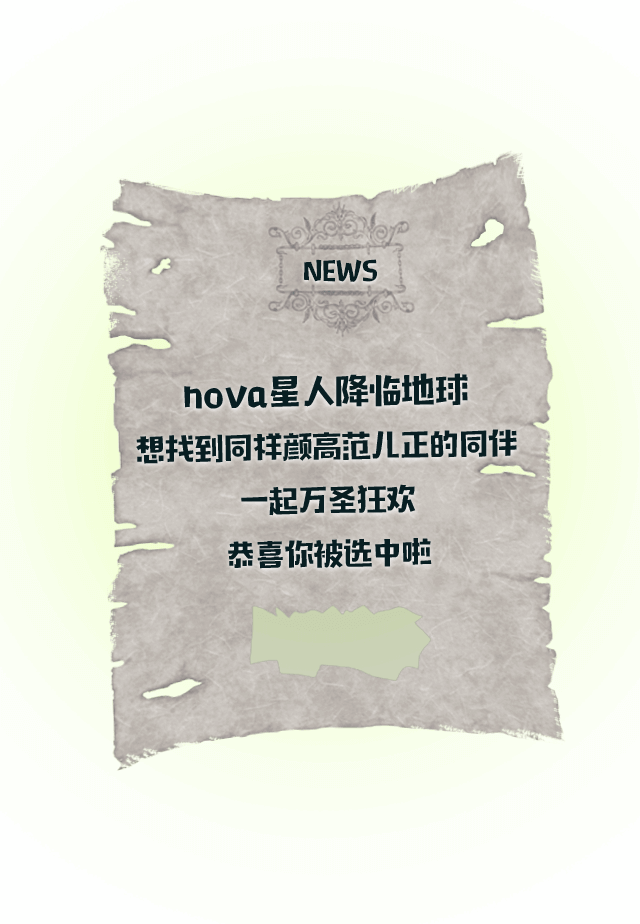 NEWS
nova星人降临地球
想找到同样颜高范儿正的同伴
一起万圣狂欢
恭喜你被选中啦